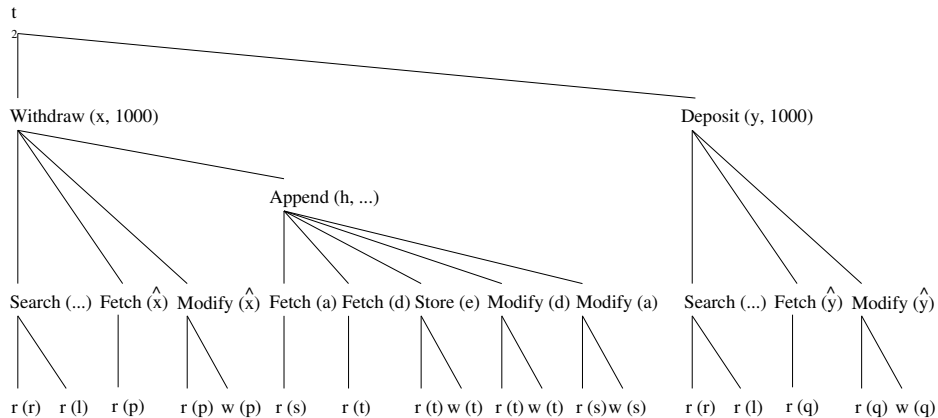 t
2
Withdraw (x, 1000) Deposit (y, 1000)
Append (h, ...)
Search (...) Fetch (x̂) Modify (x̂) Fetch (a) Fetch (d) Store (e) Modify (d) Modify (a) Search (...) Fetch (ŷ) Modify (ŷ)
r (r) r (l) r (p) r (p) w (p) r (s) r (t) r (t) w (t) r (t) w (t) r (s) w (s) r (r) r (l) r (q) r (q) w (q)